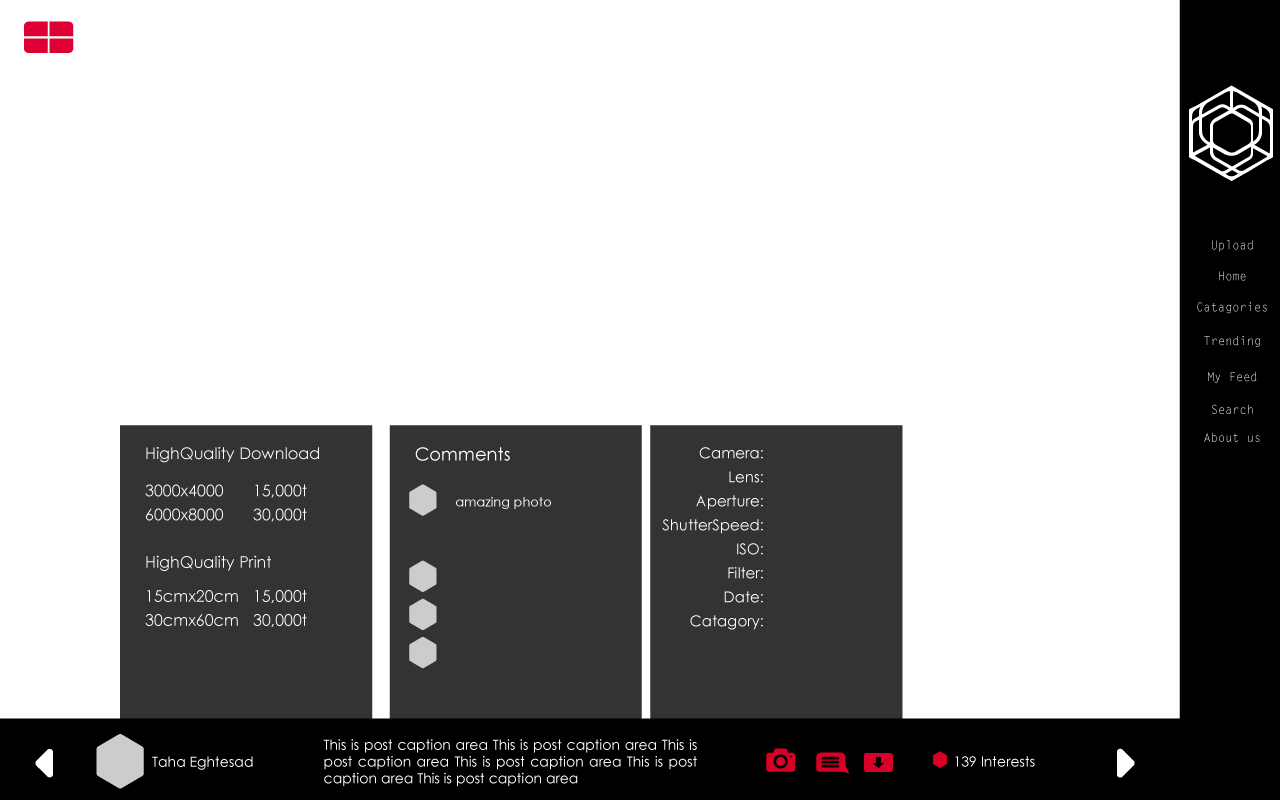 Upload
Home
Catagories
Trending
My Feed
Search
About us
HighQuality Download
3000x4000 15,000t
6000x8000 30,000t
HighQuality Print
15cmx20cm 15,000t
30cmx60cm 30,000t
Comments
amazing photo
Camera:
Lens:
Aperture:
ShutterSpeed:
ISO:
Filter:
Date:
Catagory:
Taha Eghtesad
This is post caption area This is post caption area This is
post caption area This is post caption area This is post
caption area This is post caption area
139 Interests